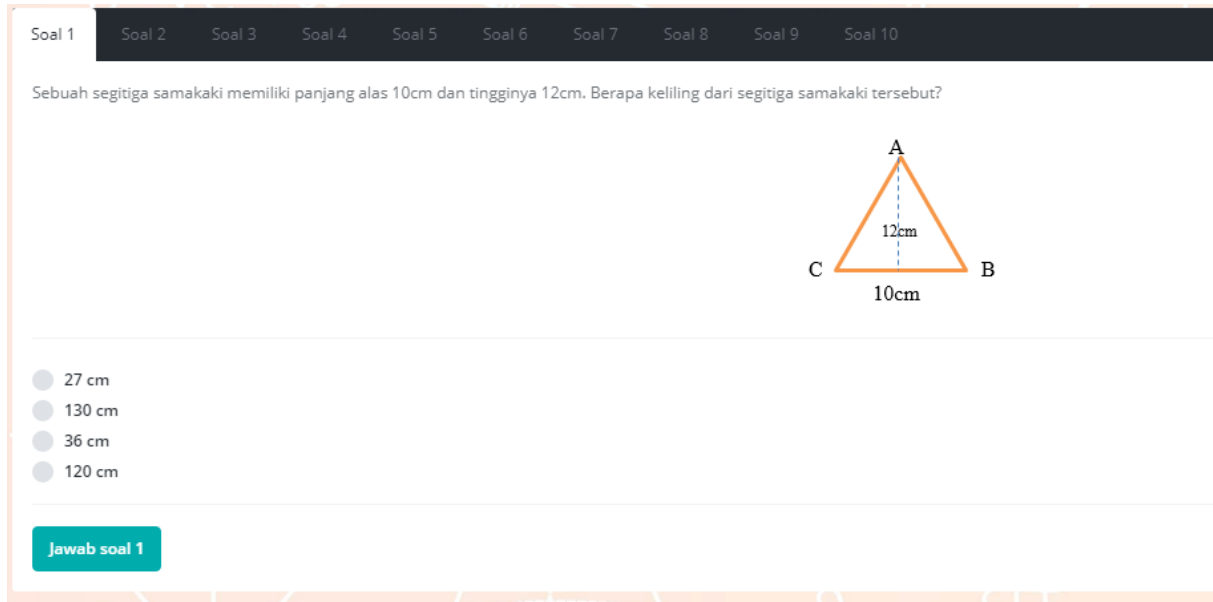 Soal 1 Soal 2 Soal 3 Soal 4 Soal 5 Soal 6 Soal 7 Soal 8 Soal 9 Soal 10
Sebuah segitiga samakaki memiliki panjang alas 10cm dan tingginya 12cm. Berapa keliling dari segitiga samakaki tersebut?
A
12cm
C B
10cm
27 cm
130 cm
36 cm
120 cm
Jawab soal 1